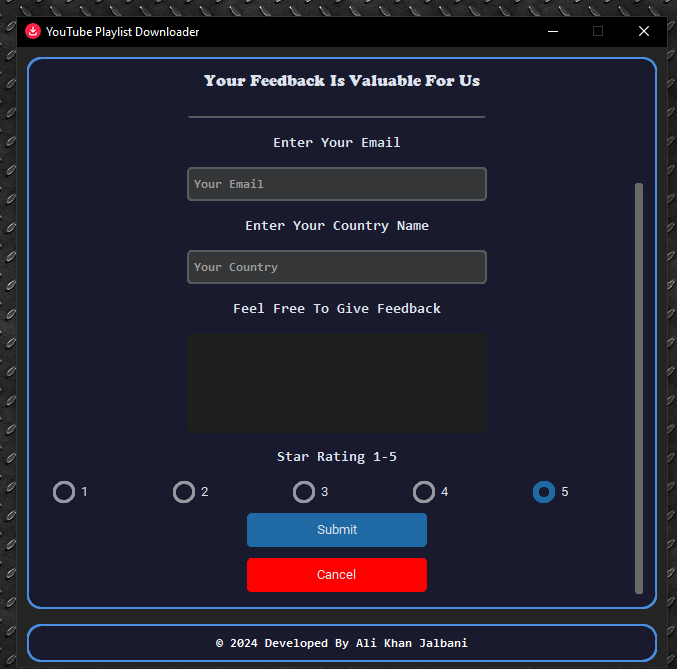 YouTube Playlist Downloader
Your Feedback Is Valuable For Us
Enter Your Email
Your Email
Enter Your Country Name
Your Country
Feel Free To Give Feedback
Star Rating 1-5
1 2 3 4 5
Submit
Cancel
© 2024 Developed By Ali Khan Jalbani